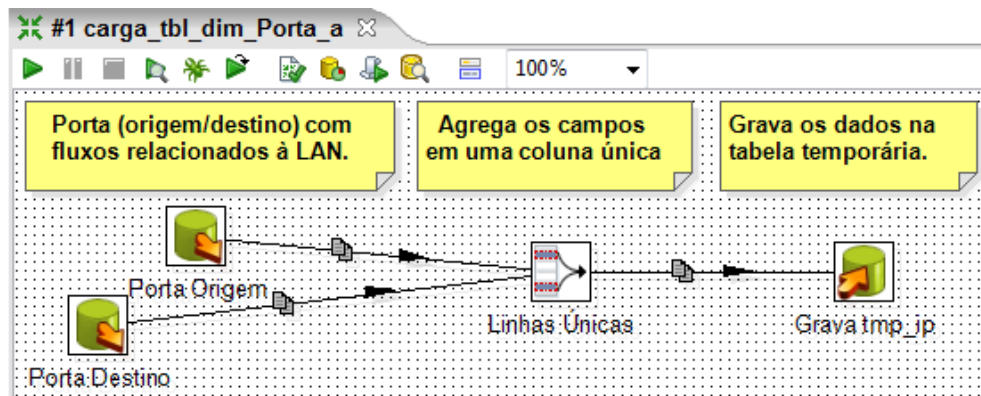 #1 carga_tbl_dim_Porta_a
100%
Porta (origem/destino) com
fluxos relacionados à LAN.
Agrega os campos
em uma coluna única
Grava os dados na
tabela temporária.
Porta Origem
Linhas Únicas
Grava tmp_ip
Porta Destino